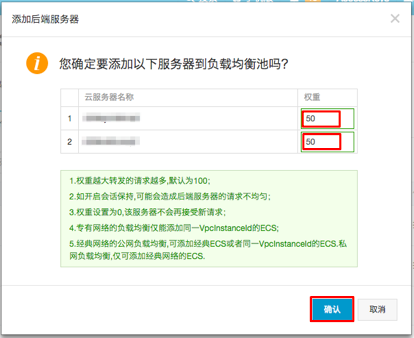 添加后端服务器
您确定要添加以下服务器到负载均衡池吗?
云服务器名称 权重
1 50
2 50
1.权重越大转发的请求越多,默认为100;
2.如开启会话保持,可能会造成后端服务器的请求不均匀;
3.权重设置为0,该服务器不会再接受新请求;
4.专有网络的负载均衡仅能添加同一VpcInstanceId的ECS;
5.经典网络的公网负载均衡,可添加经典ECS或者同一VpcInstanceId的ECS.私
网负载均衡,仅可添加经典网络的ECS.
确认 取消